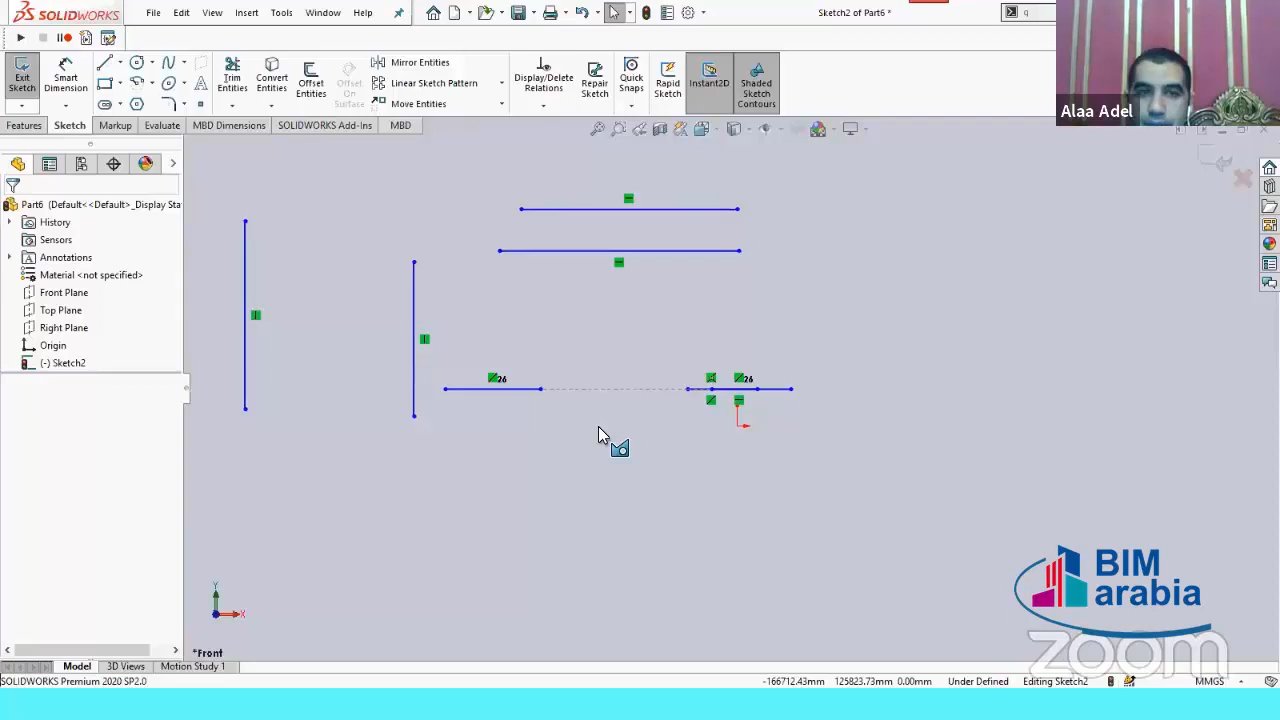 SOLIDWORKS
File
Edit
View
Insert
Tools
Window
Help
Sketch2 of Part6 *
q
Exit Sketch
Smart Dimension
Trim Entities
Convert Entities
Offset Entities
Offset On Surface
Mirror Entities
Linear Sketch Pattern
Move Entities
Display/Delete Relations
Repair Sketch
Quick Snaps
Rapid Sketch
Instant2D
Shaded Sketch Contours
Alaa Adel
Features
Sketch
Markup
Evaluate
MBD Dimensions
SOLIDWORKS Add-Ins
MBD
Part6 (Default<<Default>_Display Sta
History
Sensors
Annotations
Material <not specified>
Front Plane
Top Plane
Right Plane
Origin
(-) Sketch2
26
26
Y
X
*Front
BIM
arabia
zoom
Model
3D Views
Motion Study 1
SOLIDWORKS Premium 2020 SP2.0
-166712.43mm
125823.73mm
0.00mm
Under Defined
Editing Sketch2
MMGS